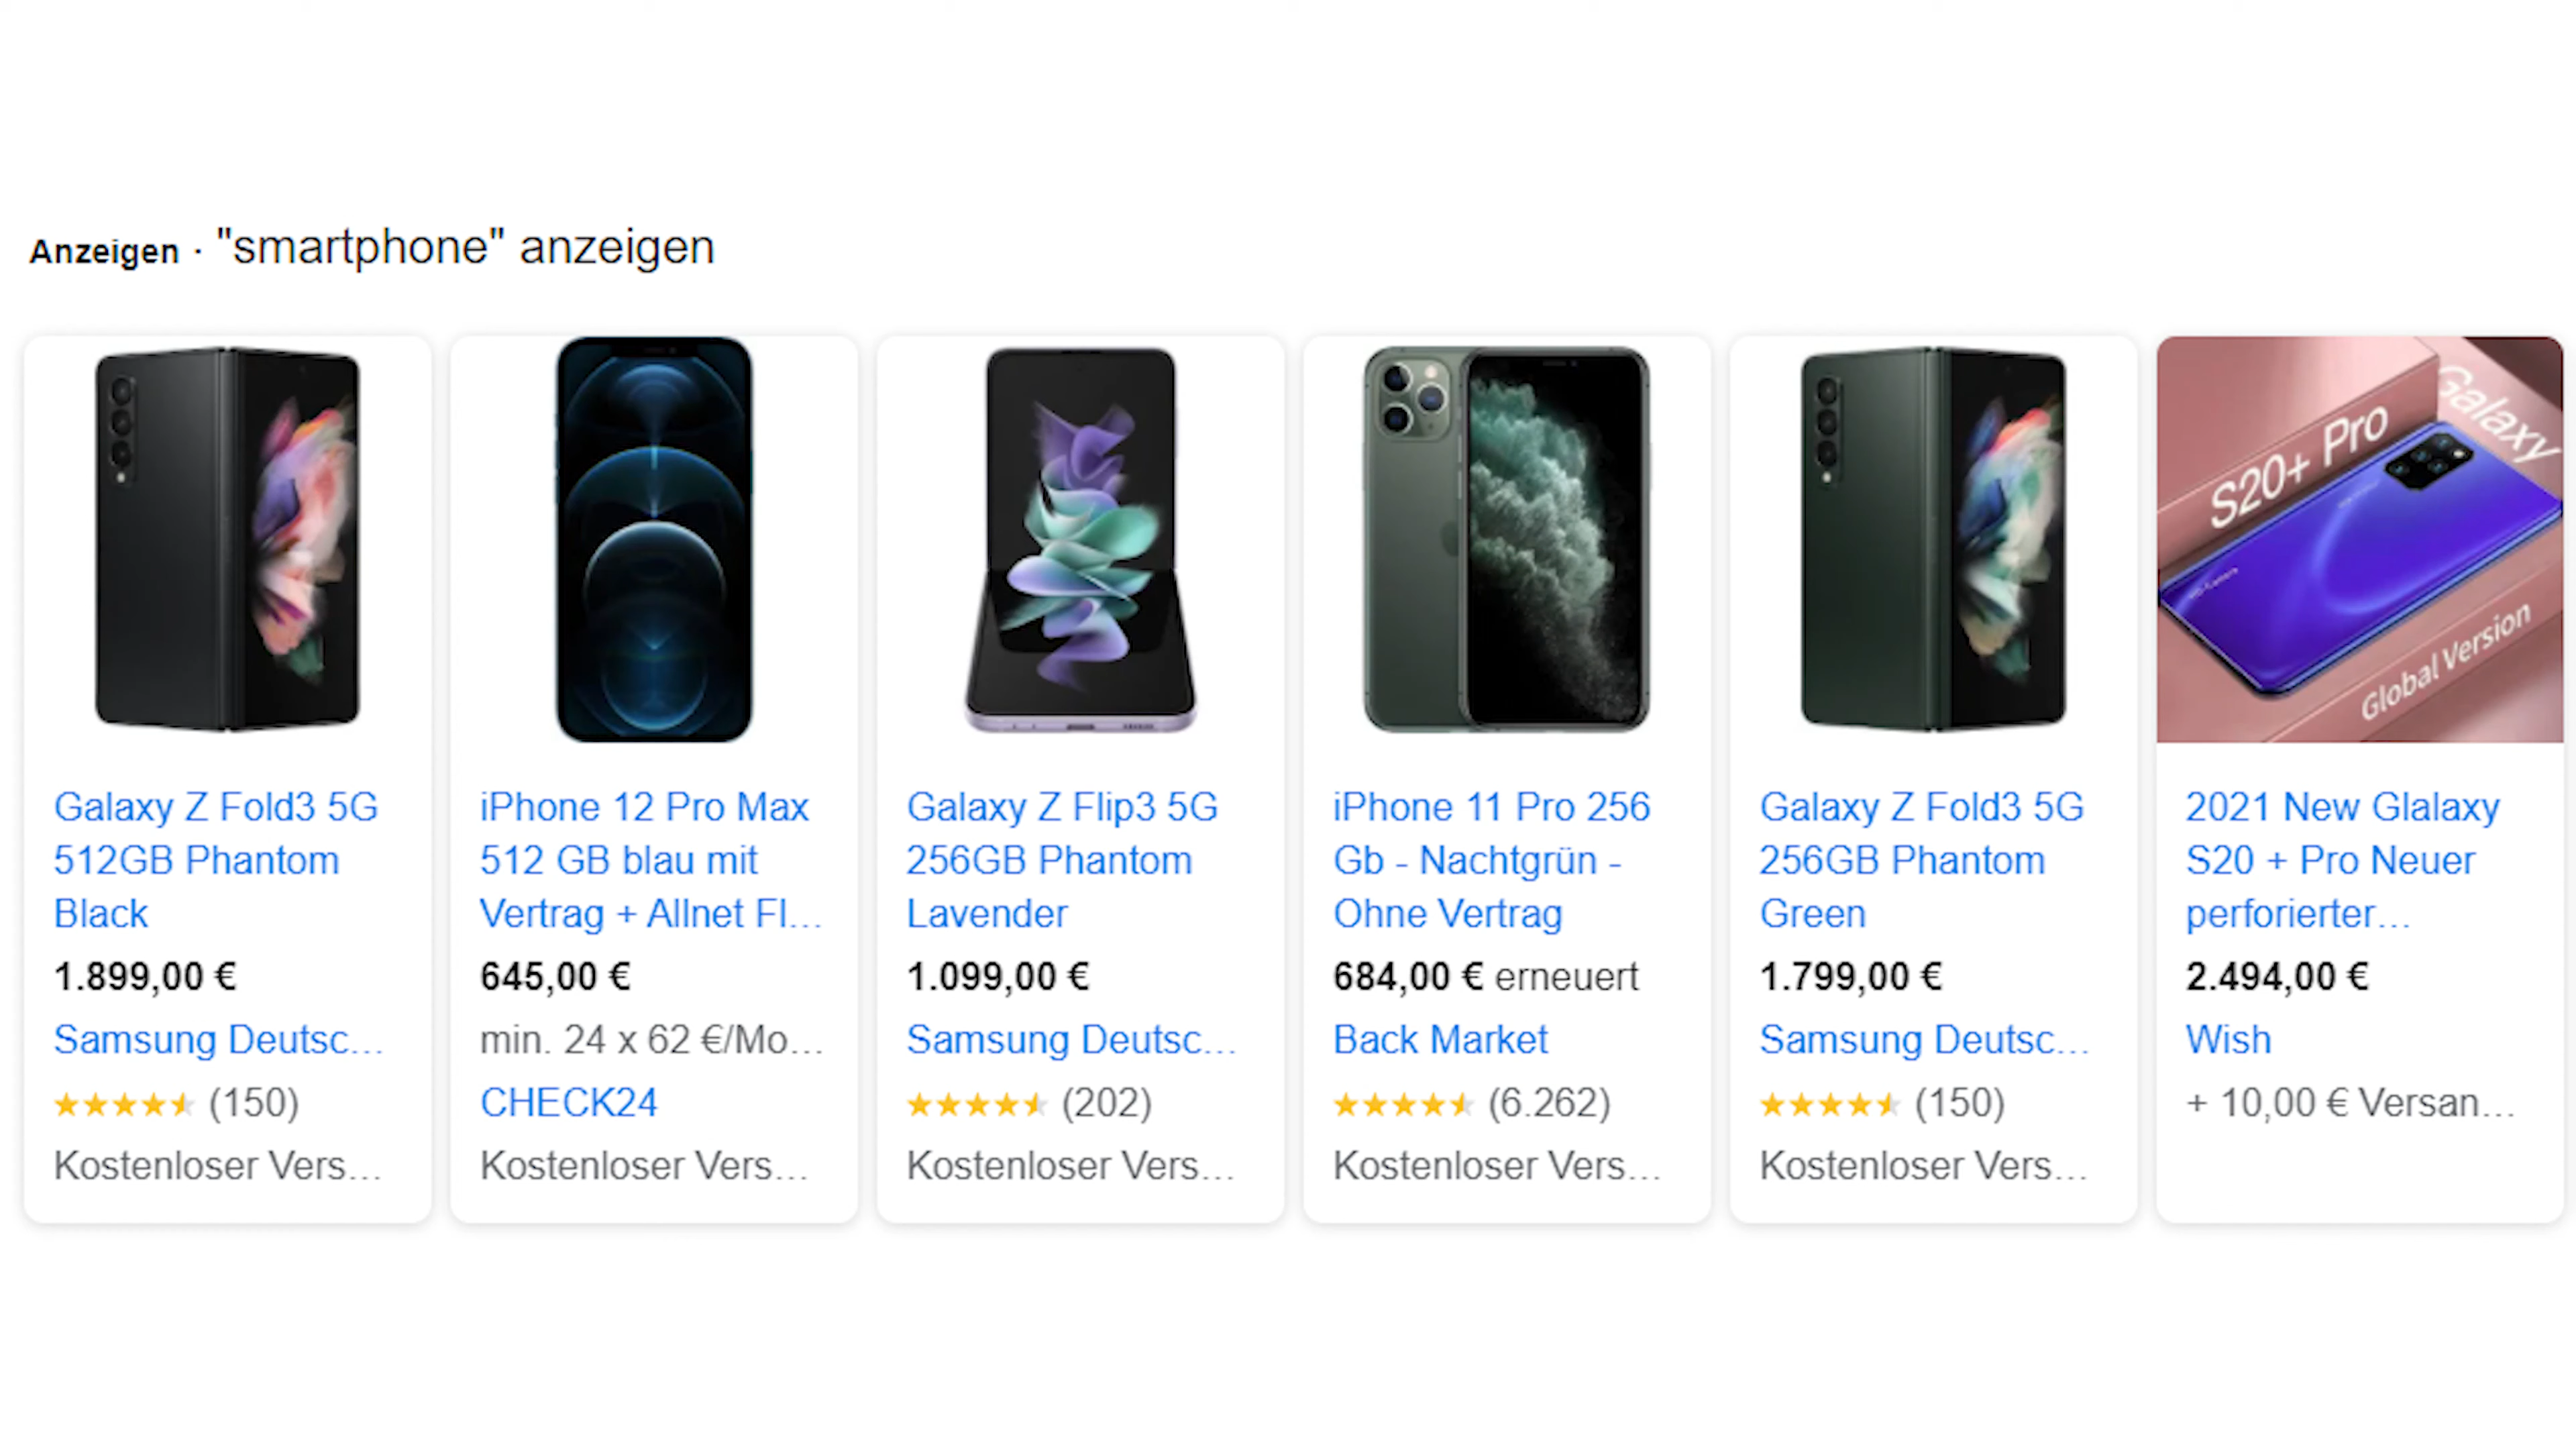 Anzeigen · "smartphone" anzeigen
Galaxy Z Fold3 5G
512GB Phantom
Black
1.899,00 €
Samsung Deutsc...
(150)
Kostenloser Vers...
iPhone 12 Pro Max
512 GB blau mit
Vertrag + Allnet Fl...
645,00 €
min. 24 x 62 €/Mo...
CHECK24
Kostenloser Vers...
Galaxy Z Flip3 5G
256GB Phantom
Lavender
1.099,00 €
Samsung Deutsc...
(202)
Kostenloser Vers...
iPhone 11 Pro 256
Gb - Nachtgrün -
Ohne Vertrag
684,00 € erneuert
Back Market
(6.262)
Kostenloser Vers...
Galaxy Z Fold3 5G
256GB Phantom
Green
1.799,00 €
Samsung Deutsc...
(150)
Kostenloser Vers...
Galaxy
S20+ Pro
Global Version
2021 New Glalaxy
S20 + Pro Neuer
perforierter...
2.494,00 €
Wish
+ 10,00 € Versan...